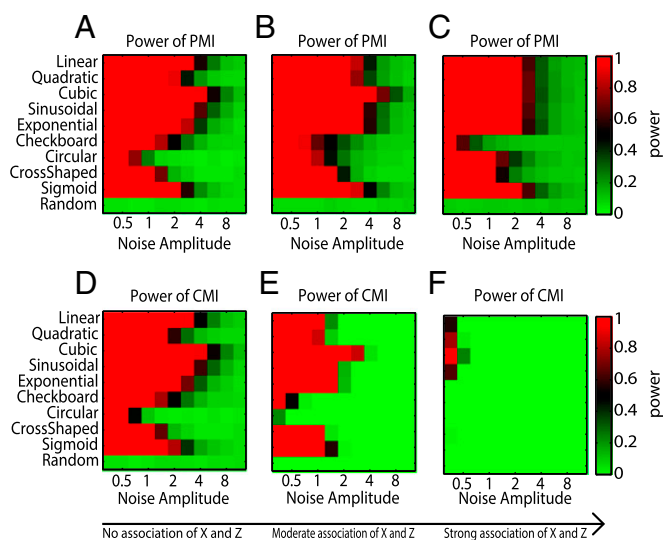 A
B
C
Power of PMI
Power of PMI
Power of PMI
Linear
Quadratic
Cubic
Sinusoidal
Exponential
Checkboard
Circular
CrossShaped
Sigmoid
Random
0.5 1 2 4 8
0.5 1 2 4 8
0.5 1 2 4 8
Noise Amplitude
Noise Amplitude
Noise Amplitude
1
0.8
0.6
0.4
0.2
0
power
D
E
F
Power of CMI
Power of CMI
Power of CMI
Linear
Quadratic
Cubic
Sinusoidal
Exponential
Checkboard
Circular
CrossShaped
Sigmoid
Random
0.5 1 2 4 8
0.5 1 2 4 8
0.5 1 2 4 8
Noise Amplitude
Noise Amplitude
Noise Amplitude
1
0.8
0.6
0.4
0.2
0
power
No association of X and Z
Moderate association of X and Z
Strong association of X and Z